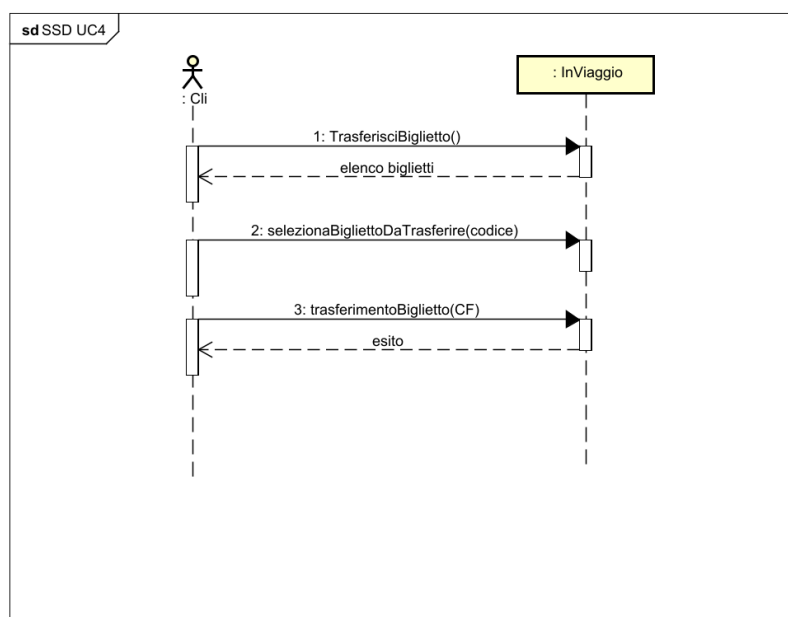 sd SSD UC4
: Cli
: InViaggio
1: TrasferisciBiglietto()
elenco biglietti
2: selezionaBigliettoDaTrasferire(codice)
3: trasferimentoBiglietto(CF)
esito